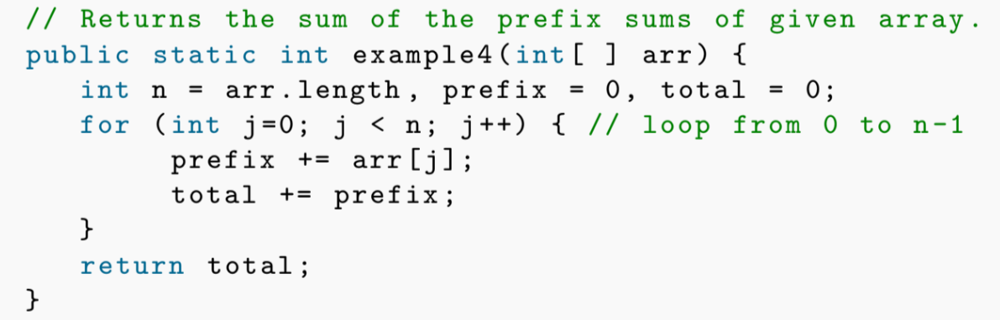 // Returns the sum of the prefix sums of given array.
public static int example4(int[ ] arr) {
    int n = arr.length, prefix = 0, total = 0;
    for (int j=0; j < n; j++) { // loop from 0 to n-1
        prefix += arr[j];
        total += prefix;
    }
    return total;
}